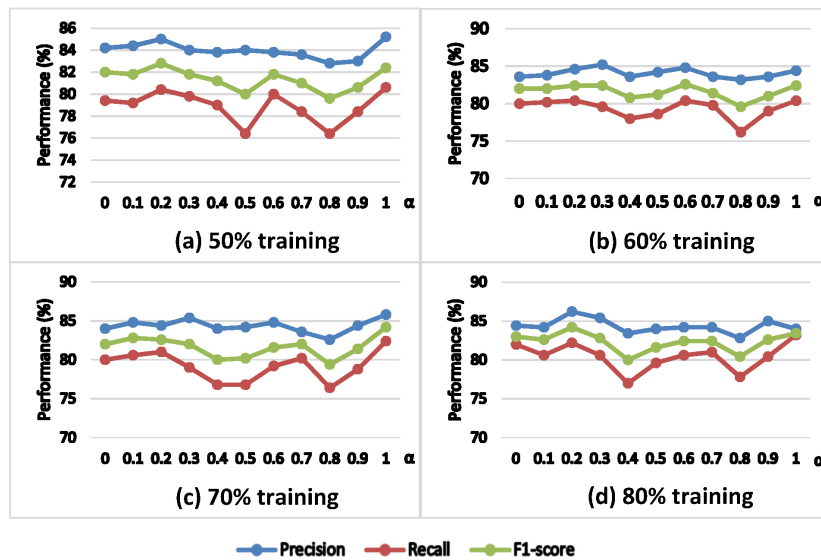 Performance (%)
86
84
82
80
78
76
74
72
0 0.1 0.2 0.3 0.4 0.5 0.6 0.7 0.8 0.9 1 α
(a) 50% training
Performance (%)
90
85
80
75
70
0 0.1 0.2 0.3 0.4 0.5 0.6 0.7 0.8 0.9 1 α
(b) 60% training
Performance (%)
90
85
80
75
70
0 0.1 0.2 0.3 0.4 0.5 0.6 0.7 0.8 0.9 1 α
(c) 70% training
Performance (%)
90
85
80
75
70
0 0.1 0.2 0.3 0.4 0.5 0.6 0.7 0.8 0.9 1 α
(d) 80% training
Precision Recall F1-score